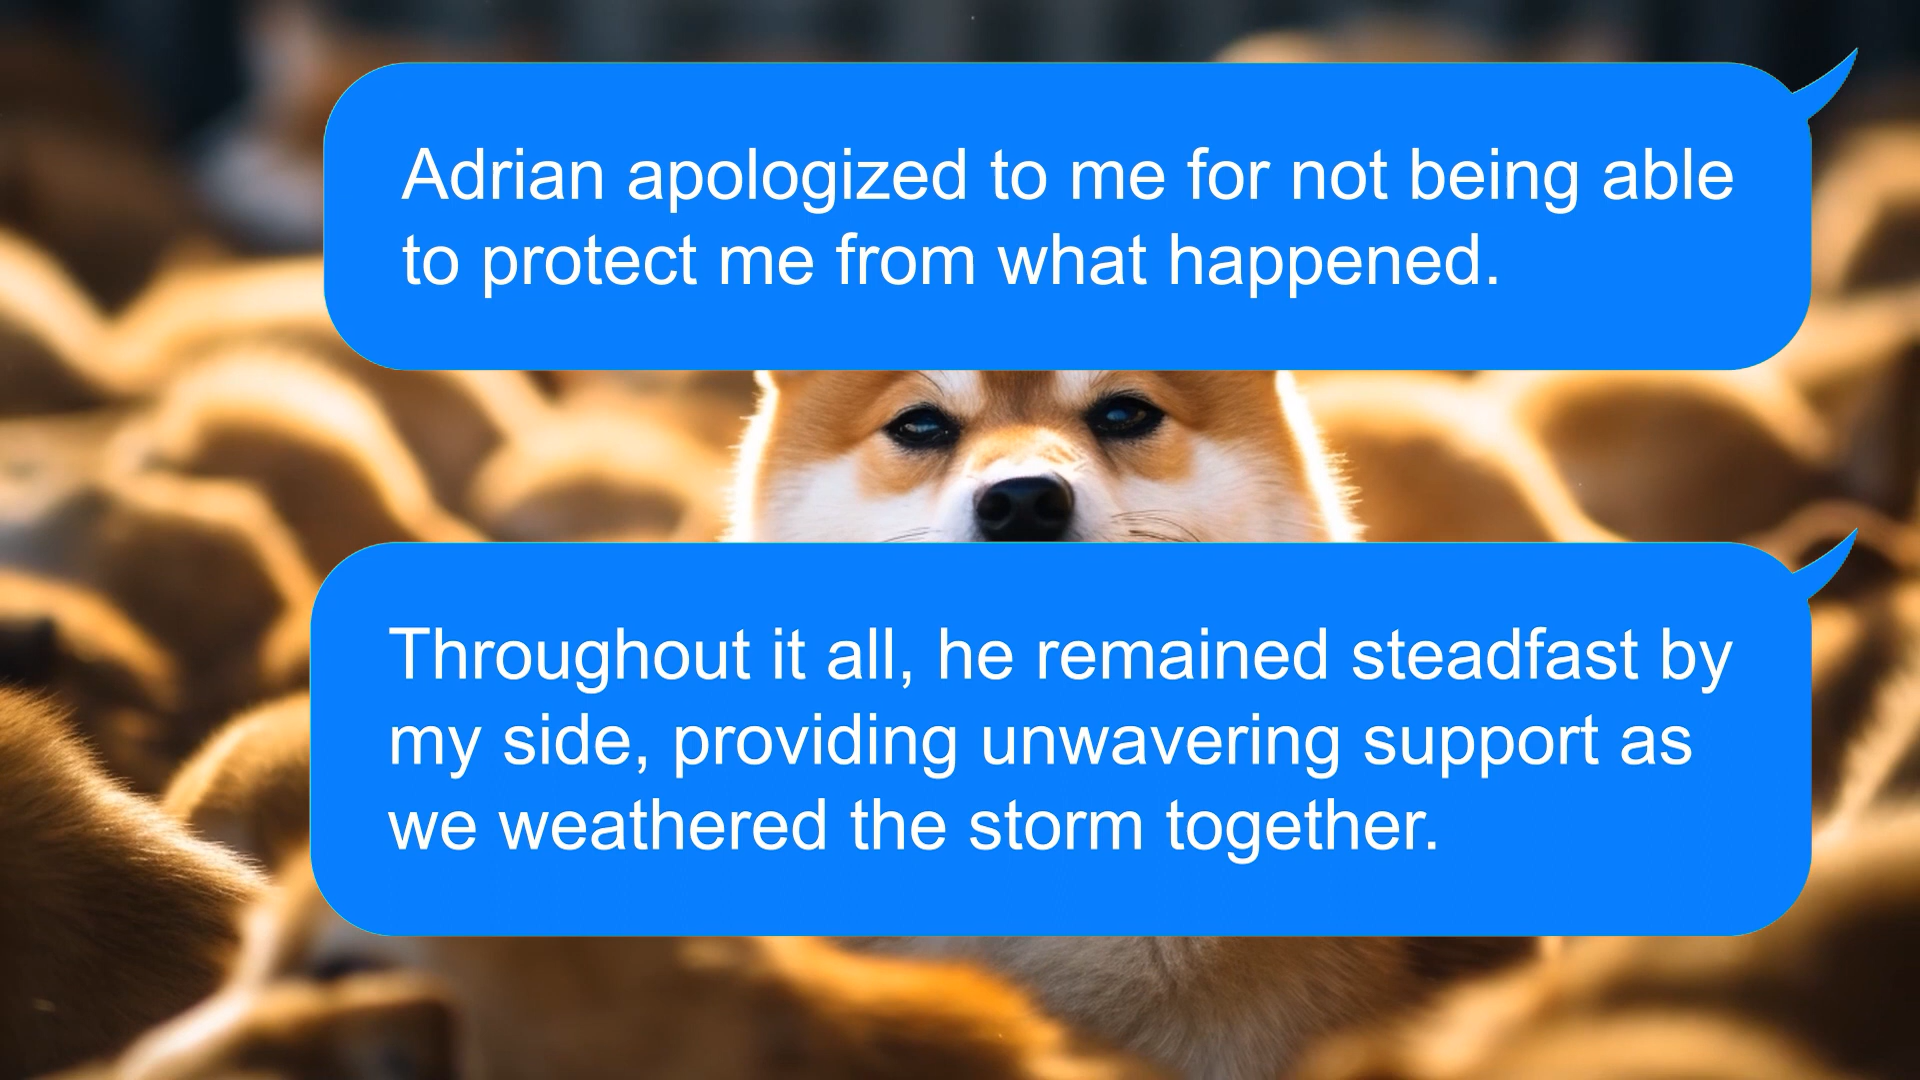 Adrian apologized to me for not being able
to protect me from what happened.
Throughout it all, he remained steadfast by
my side, providing unwavering support as
we weathered the storm together.